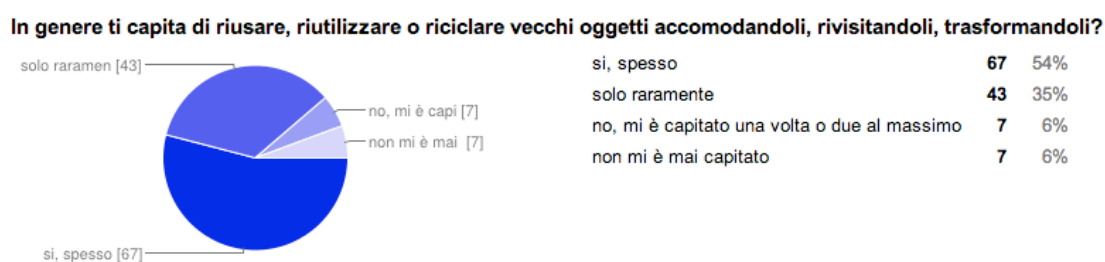 In genere ti capita di riusare, riutilizzare o riciclare vecchi oggetti accomodandoli, rivisitandoli, trasformandoli?
solo raramen [43]
no, mi è capi [7]
non mi è mai [7]
si, spesso [67]
si, spesso 67 54%
solo raramente 43 35%
no, mi è capitato una volta o due al massimo 7 6%
non mi è mai capitato 7 6%